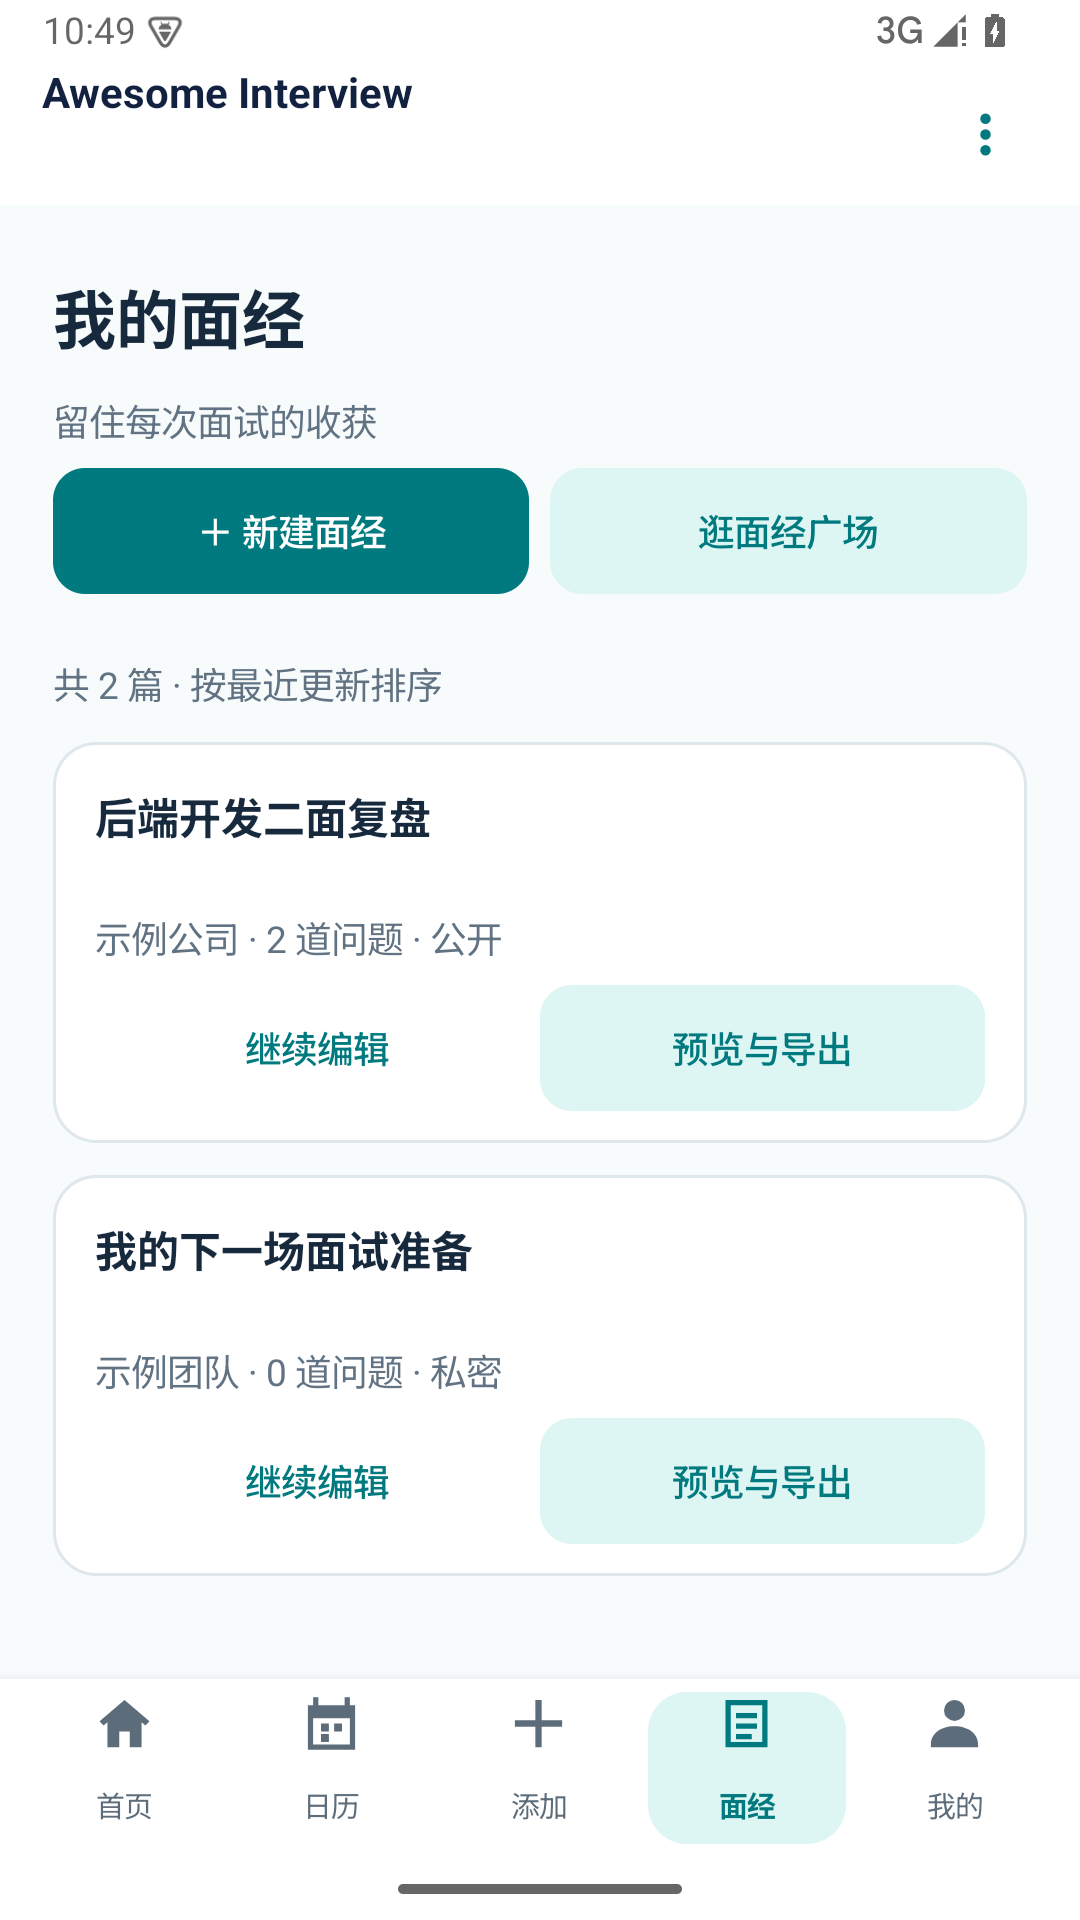 10:49
3G
Awesome Interview
我的面经
留住每次面试的收获
+ 新建面经
逛面经广场
共 2 篇 · 按最近更新排序
后端开发二面复盘
示例公司 · 2 道问题 · 公开
继续编辑
预览与导出
我的下一场面试准备
示例团队 · 0 道问题 · 私密
继续编辑
预览与导出
首页
日历
添加
面经
我的